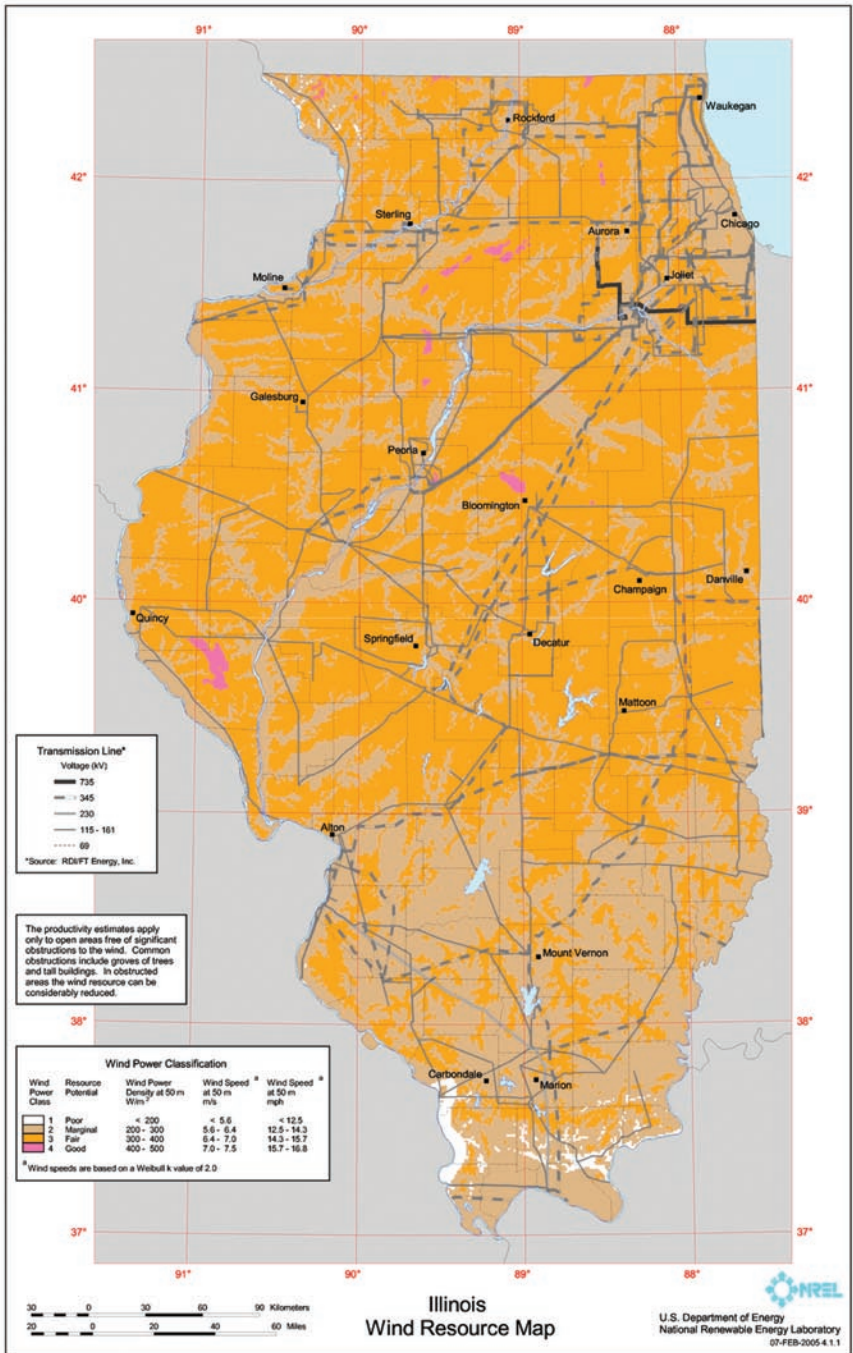 91° 90° 89° 88°
Waukegan
Rockford
42° 42°
Sterling
Chicago
Aurora
Joliet
Moline
41° 41°
Galesburg
Peoria
Bloomington
Champaign
Danville
40° 40°
Quincy
Springfield
Decatur
Mattoon
Transmission Line*
Voltage (kV)
735
345
230
115 - 161
69
*Source: RDI/FT Energy, Inc.
39° 39°
Alton
The productivity estimates apply
only to open areas free of significant
obstructions to the wind. Common
obstructions include groves of trees
and tall buildings. In obstructed
areas the wind resource can be
considerably reduced.
Mount Vernon
38° 38°
Carbondale
Marion
Wind Power Classification
Wind Power Class Resource Potential Wind Power Density at 50 m W/m² Wind Speed ᵃ at 50 m m/s Wind Speed ᵃ at 50 m mph
1 Poor < 200 < 5.6 < 12.5
2 Marginal 200 - 300 5.6 - 6.4 12.5 - 14.3
3 Fair 300 - 400 6.4 - 7.0 14.3 - 15.7
4 Good 400 - 500 7.0 - 7.5 15.7 - 16.8
ᵃ Wind speeds are based on a Weibull k value of 2.0
37° 37°
91° 90° 89° 88°
30 0 30 60 90 Kilometers
20 0 20 40 60 Miles
Illinois
Wind Resource Map
NREL
U.S. Department of Energy
National Renewable Energy Laboratory
07-FEB-2005 4.1.1